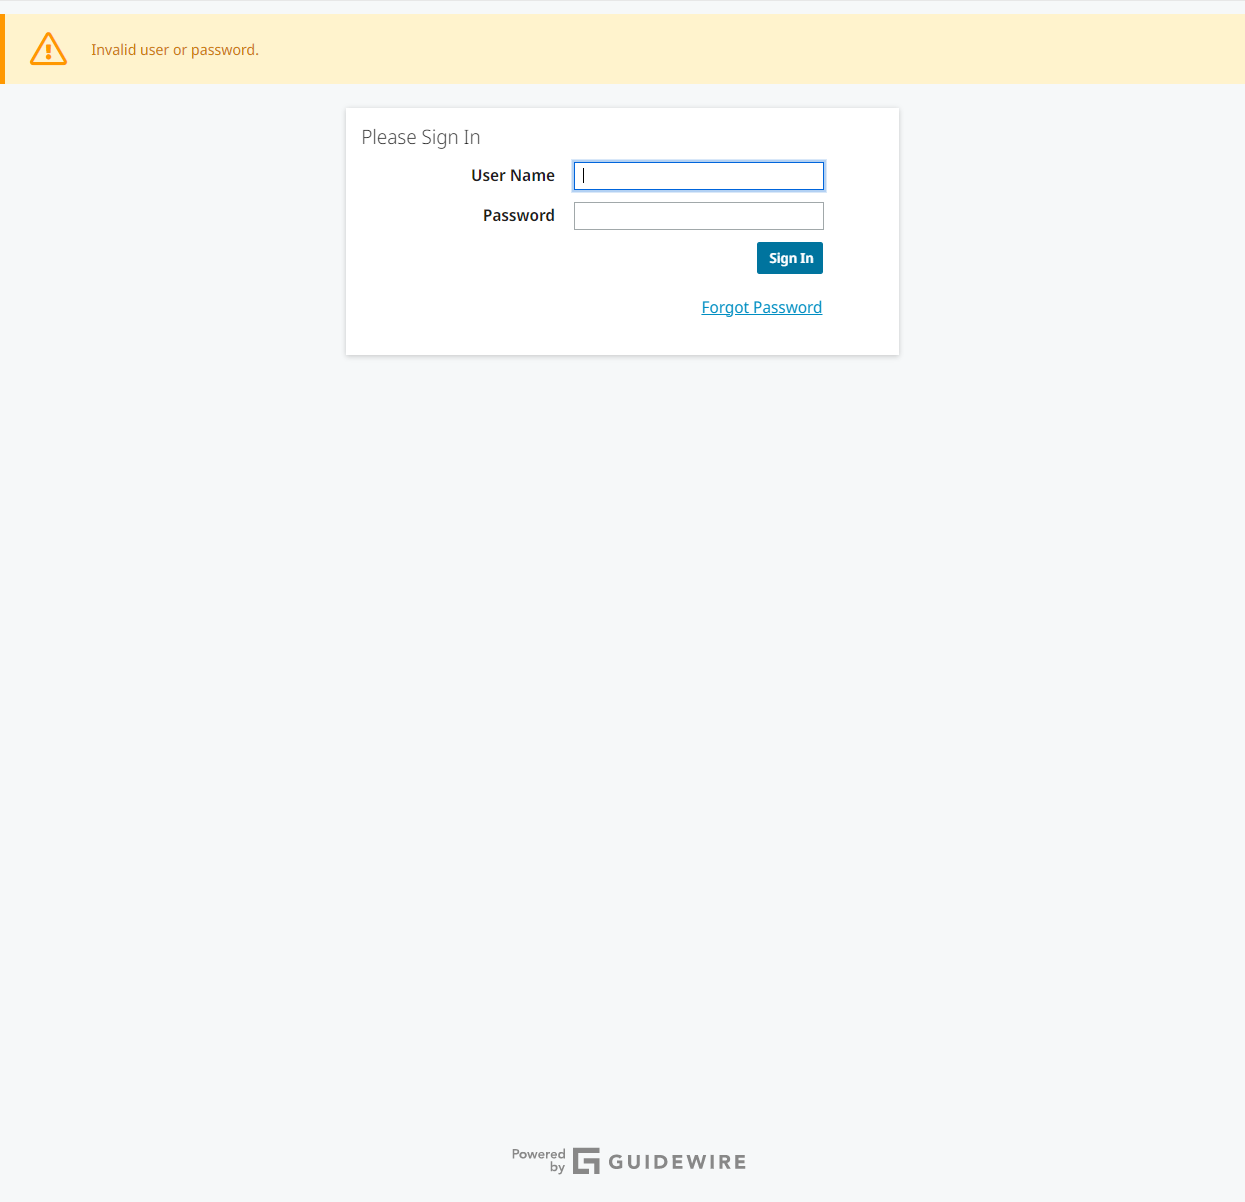 Invalid user or password.
Please Sign In
User Name
Password
Sign In
Forgot Password
Powered by GUIDEWIRE